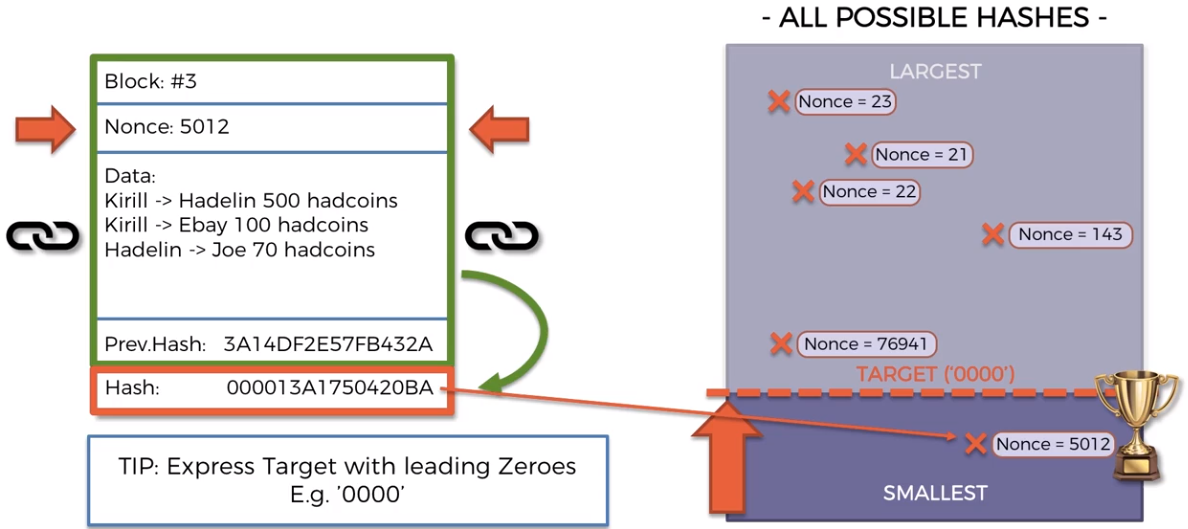 - ALL POSSIBLE HASHES -
Block: #3
Nonce: 5012
Data:
Kirill -> Hadelin 500 hadcoins
Kirill -> Ebay 100 hadcoins
Hadelin -> Joe 70 hadcoins
Prev.Hash: 3A14DF2E57FB432A
Hash: 000013A1750420BA
TIP: Express Target with leading Zeroes
E.g. '0000'
LARGEST
Nonce = 23
Nonce = 21
Nonce = 22
Nonce = 143
Nonce = 76941
TARGET ('0000')
Nonce = 5012
SMALLEST